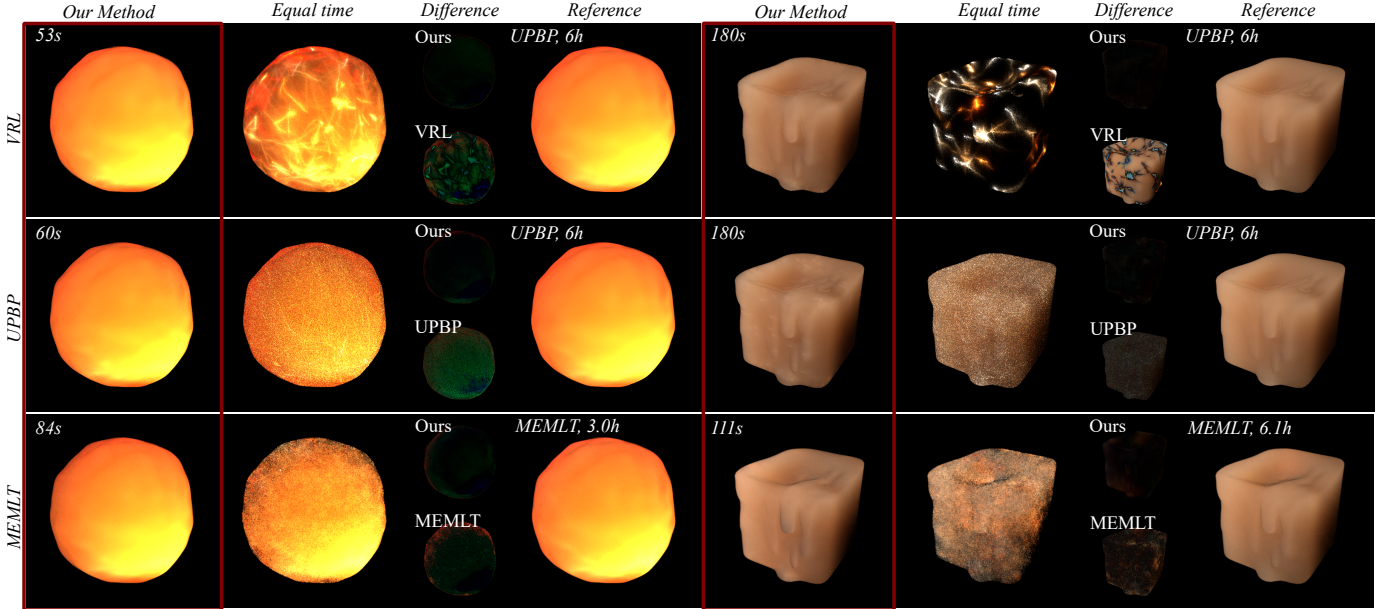 Our Method Equal time Difference Reference Our Method Equal time Difference Reference
VRL
53s
Ours
VRL
UPBP, 6h
180s
Ours
VRL
UPBP, 6h
UPBP
60s
Ours
UPBP
UPBP, 6h
180s
Ours
UPBP
UPBP, 6h
MEMLT
84s
Ours
MEMLT
MEMLT, 3.0h
111s
Ours
MEMLT
MEMLT, 6.1h